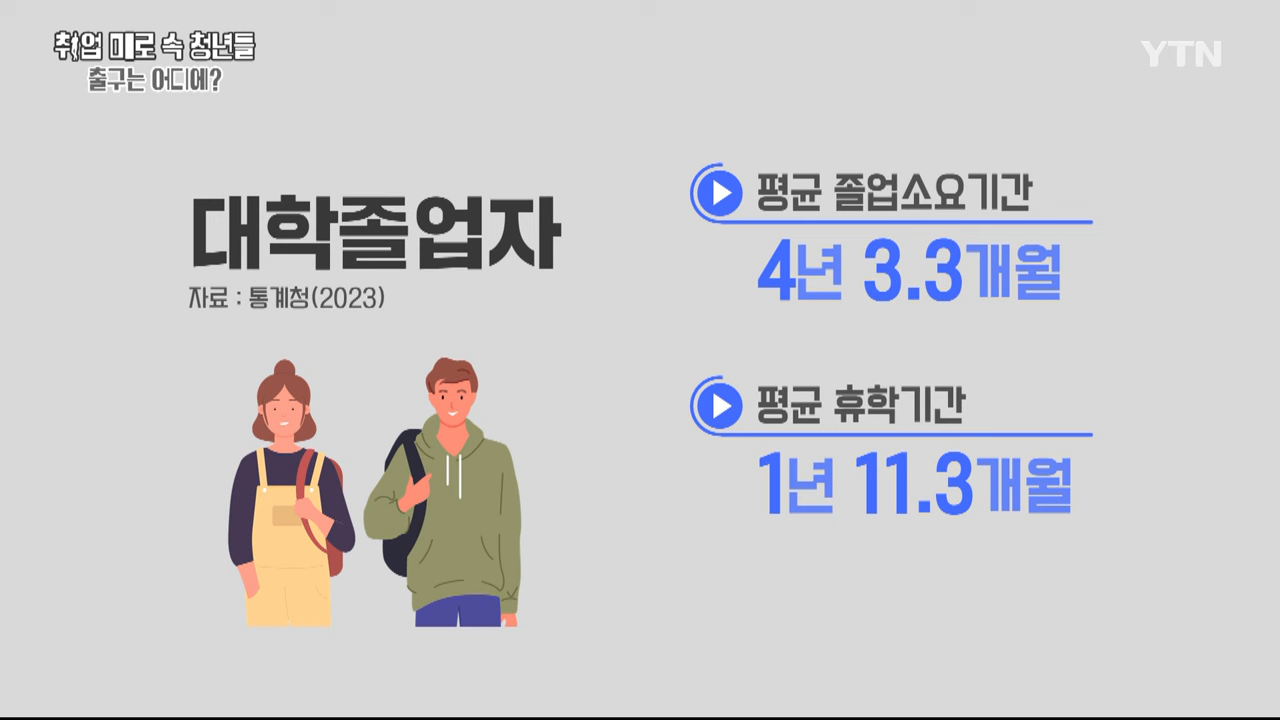 취업 미로 속 청년들
출구는 어디에?
YTN
대학졸업자
자료 : 통계청(2023)
평균 졸업소요기간
4년 3.3개월
평균 휴학기간
1년 11.3개월